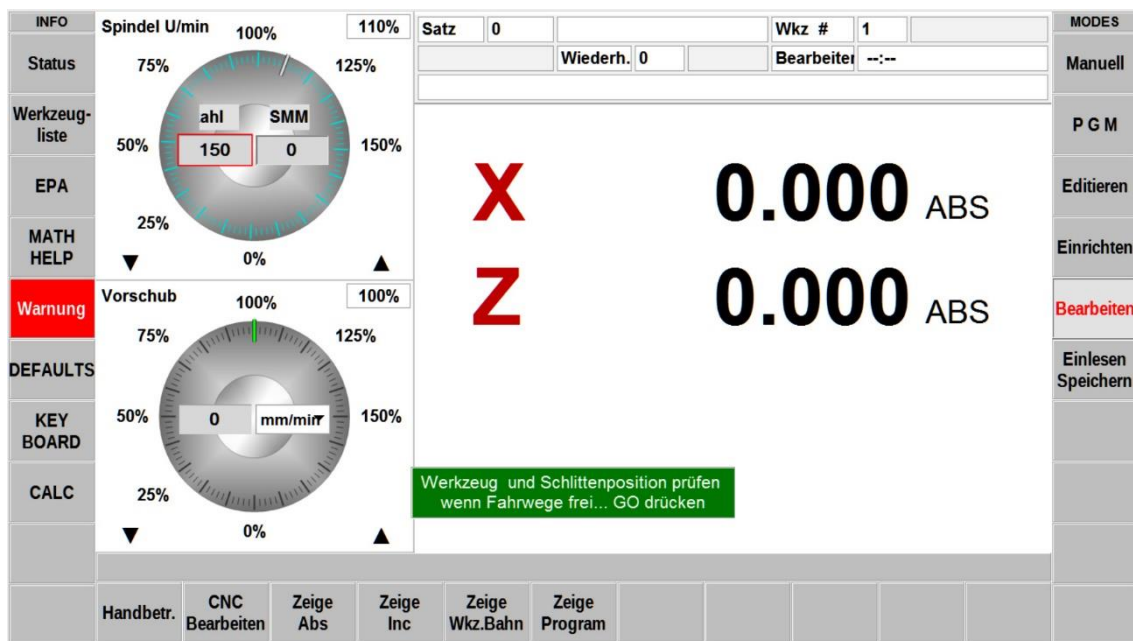 INFO
Status
Werkzeug-
liste
EPA
MATH
HELP
Warnung
DEFAULTS
KEY
BOARD
CALC
Spindel U/min
110%
100%
75%
125%
50%
150%
25%
0%
ahl
SMM
150
0
▼
▲
Vorschub
100%
100%
75%
125%
50%
150%
25%
0%
0
mm/min
▼
▲
Satz 0
Wkz # 1
Wiederh. 0
Bearbeiter --:--
X 0.000 ABS
Z 0.000 ABS
Werkzeug und Schlittenposition prüfen
wenn Fahrwege frei... GO drücken
MODES
Manuell
P G M
Editieren
Einrichten
Bearbeiten
Einlesen
Speichern
Handbetr.
CNC
Bearbeiten
Zeige
Abs
Zeige
Inc
Zeige
Wkz.Bahn
Zeige
Program